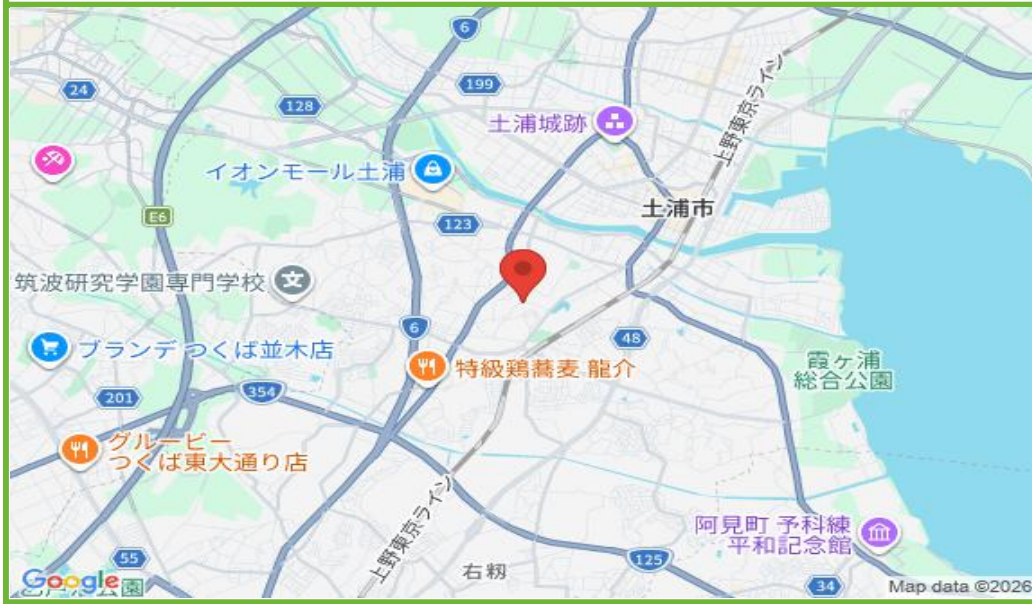 6
24
199
128
土浦城跡
上野東京ライン
イオンモール土浦
E6
123
土浦市
筑波研究学園専門学校
6
48
ブランデ つくば並木店
特級鶏蕎麦 龍介
霞ヶ浦
総合公園
201
354
グルービー
つくば東大通り店
上野東京ライン
阿見町 予科練
平和記念館
55
右籾
125
34
Google
公園
Map data ©2026